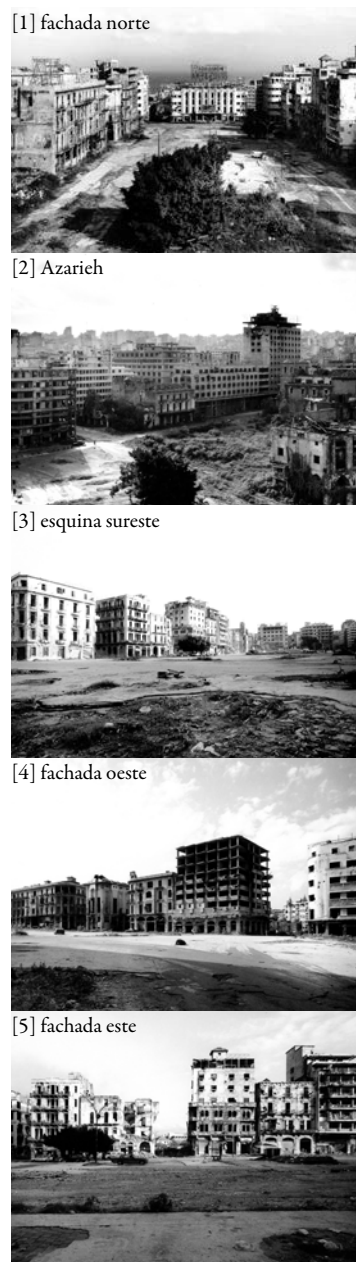 [1] fachada norte
[2] Azarieh
[3] esquina sureste
[4] fachada oeste
[5] fachada este